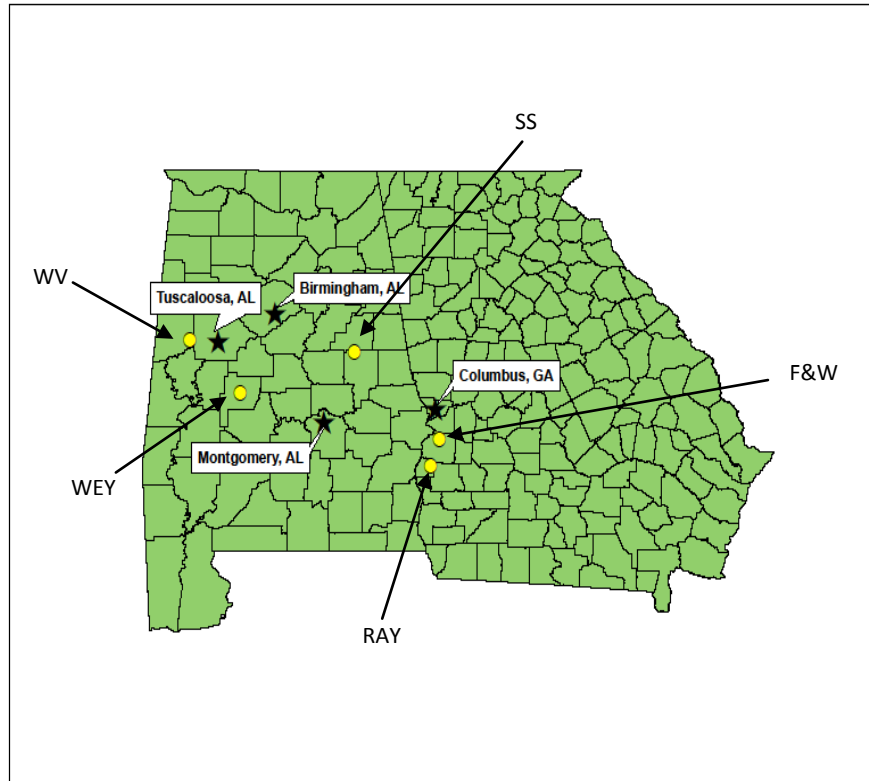 SS
WV
Birmingham, AL
Tuscaloosa, AL
Columbus, GA
F&W
Montgomery, AL
WEY
RAY